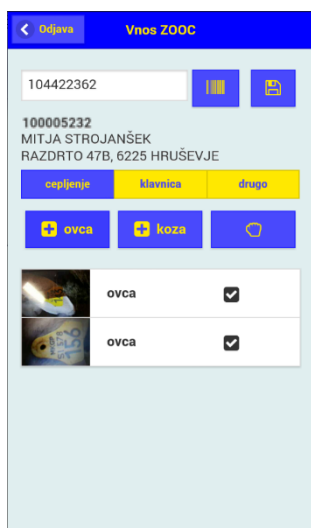 Odjava Vnos ZOOC
104422362
100005232
MITJA STROJANŠEK
RAZDRTO 47B, 6225 HRUŠEVJE
cepljenje klavnica drugo
ovca koza
ovca
ovca